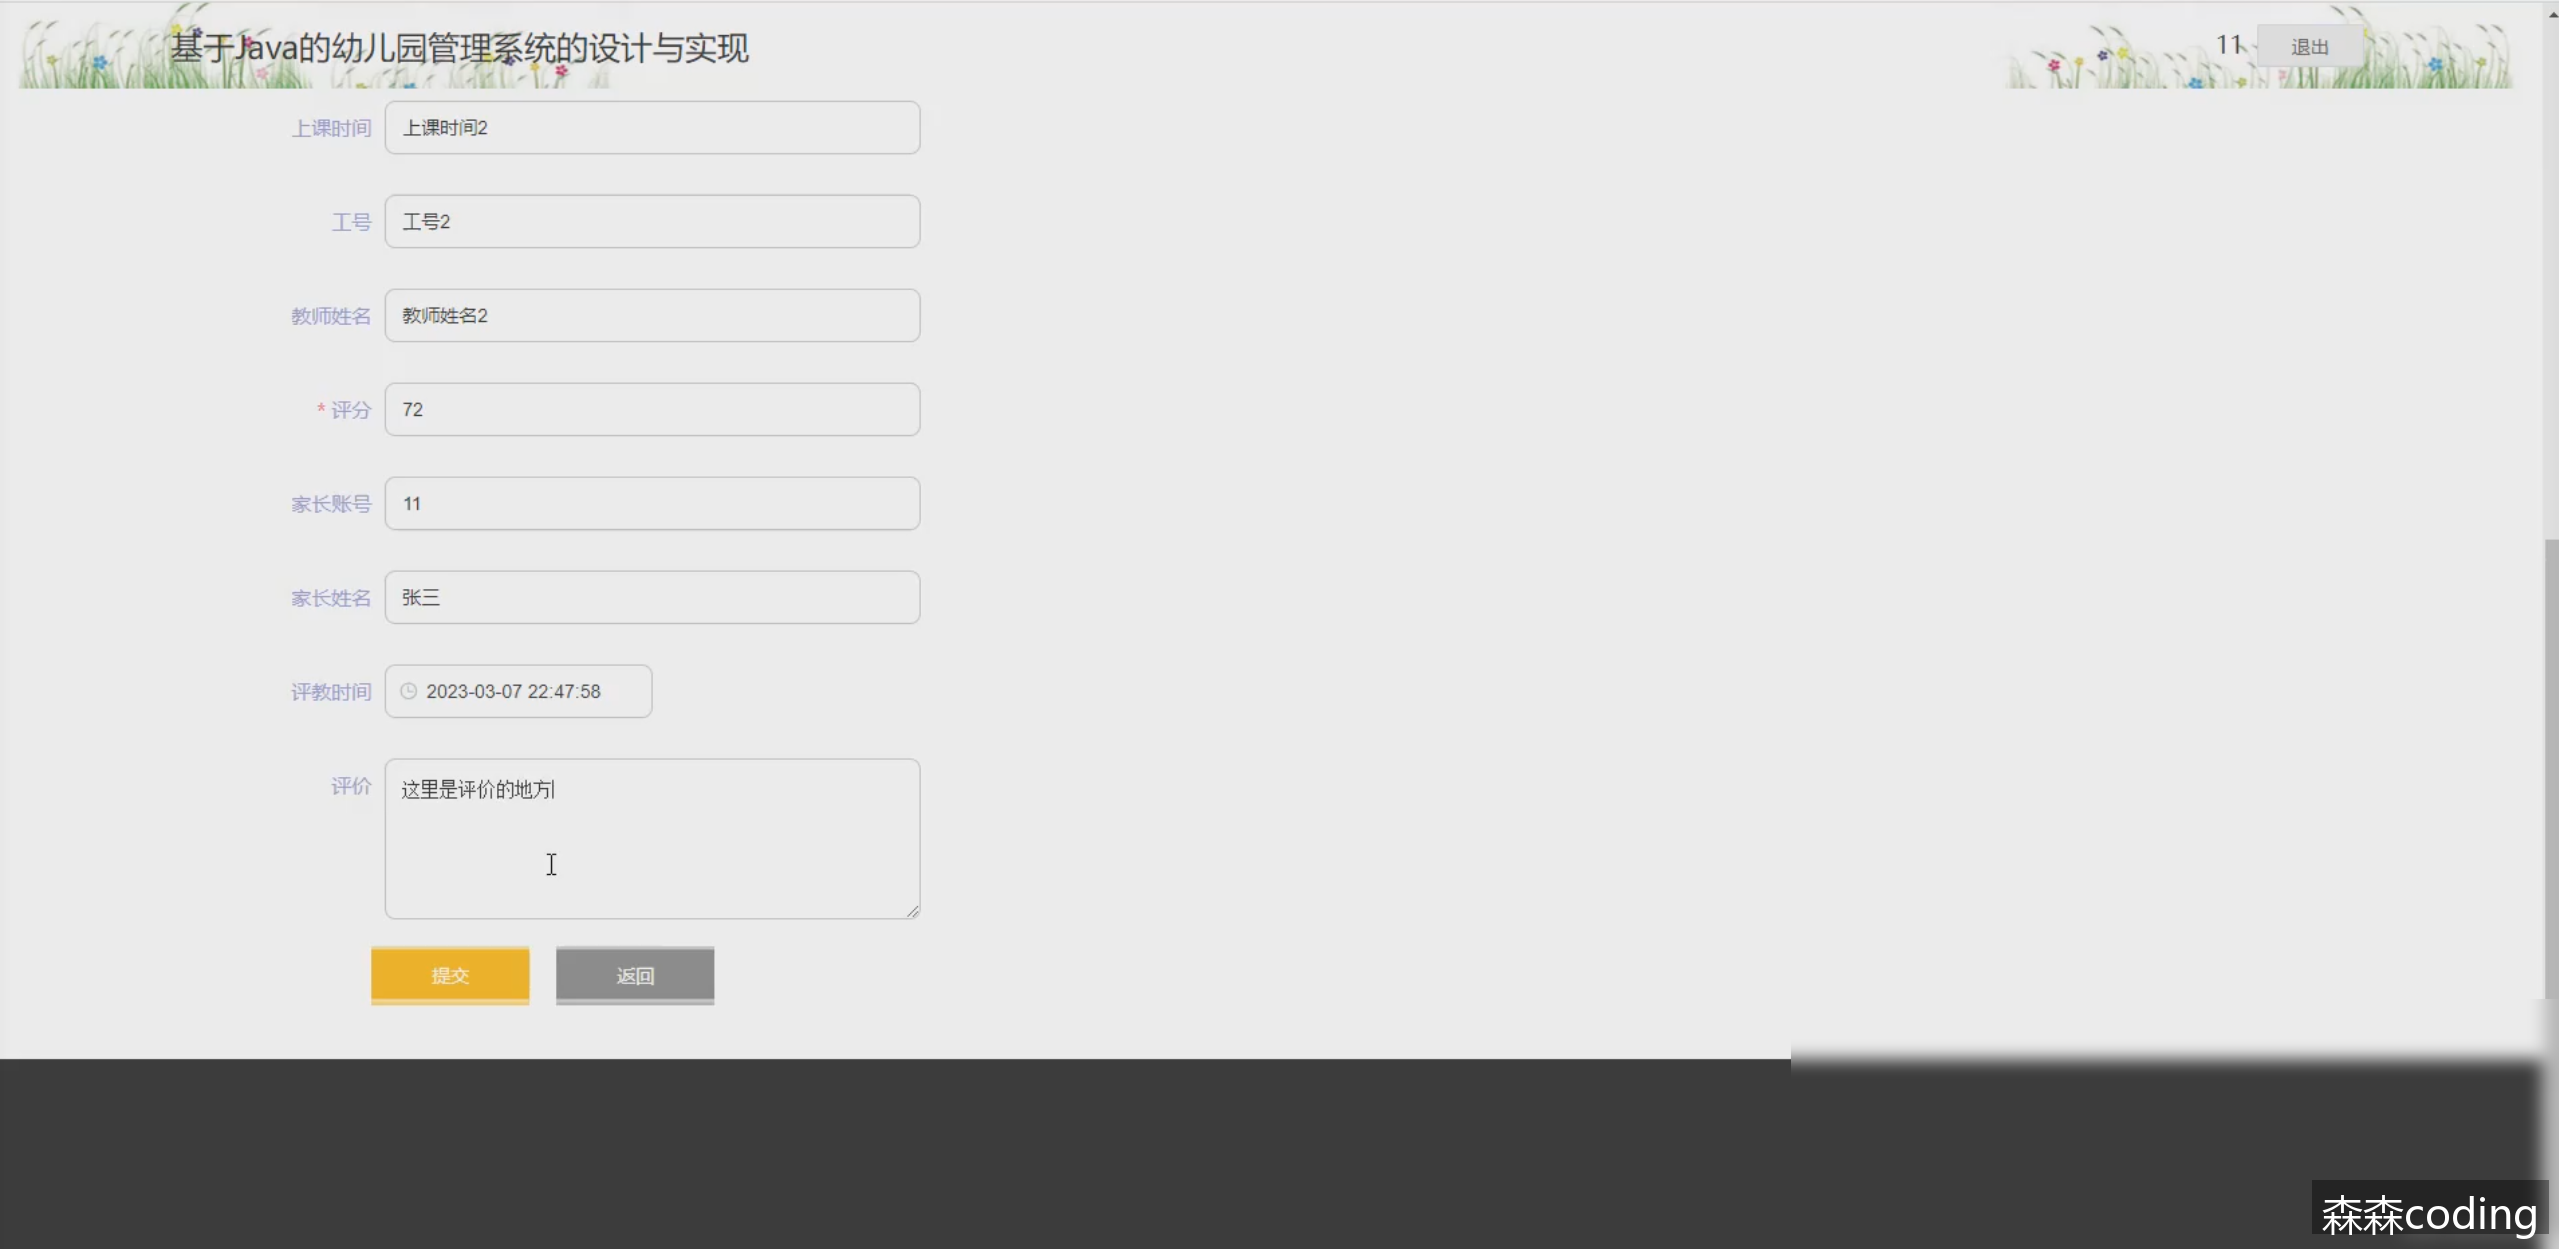 基于Java的幼儿园管理系统的设计与实现
11
退出
上课时间 上课时间2
工号 工号2
教师姓名 教师姓名2
* 评分 72
家长账号 11
家长姓名 张三
评教时间 2023-03-07 22:47:58
评价 这里是评价的地方
提交 返回
森森coding